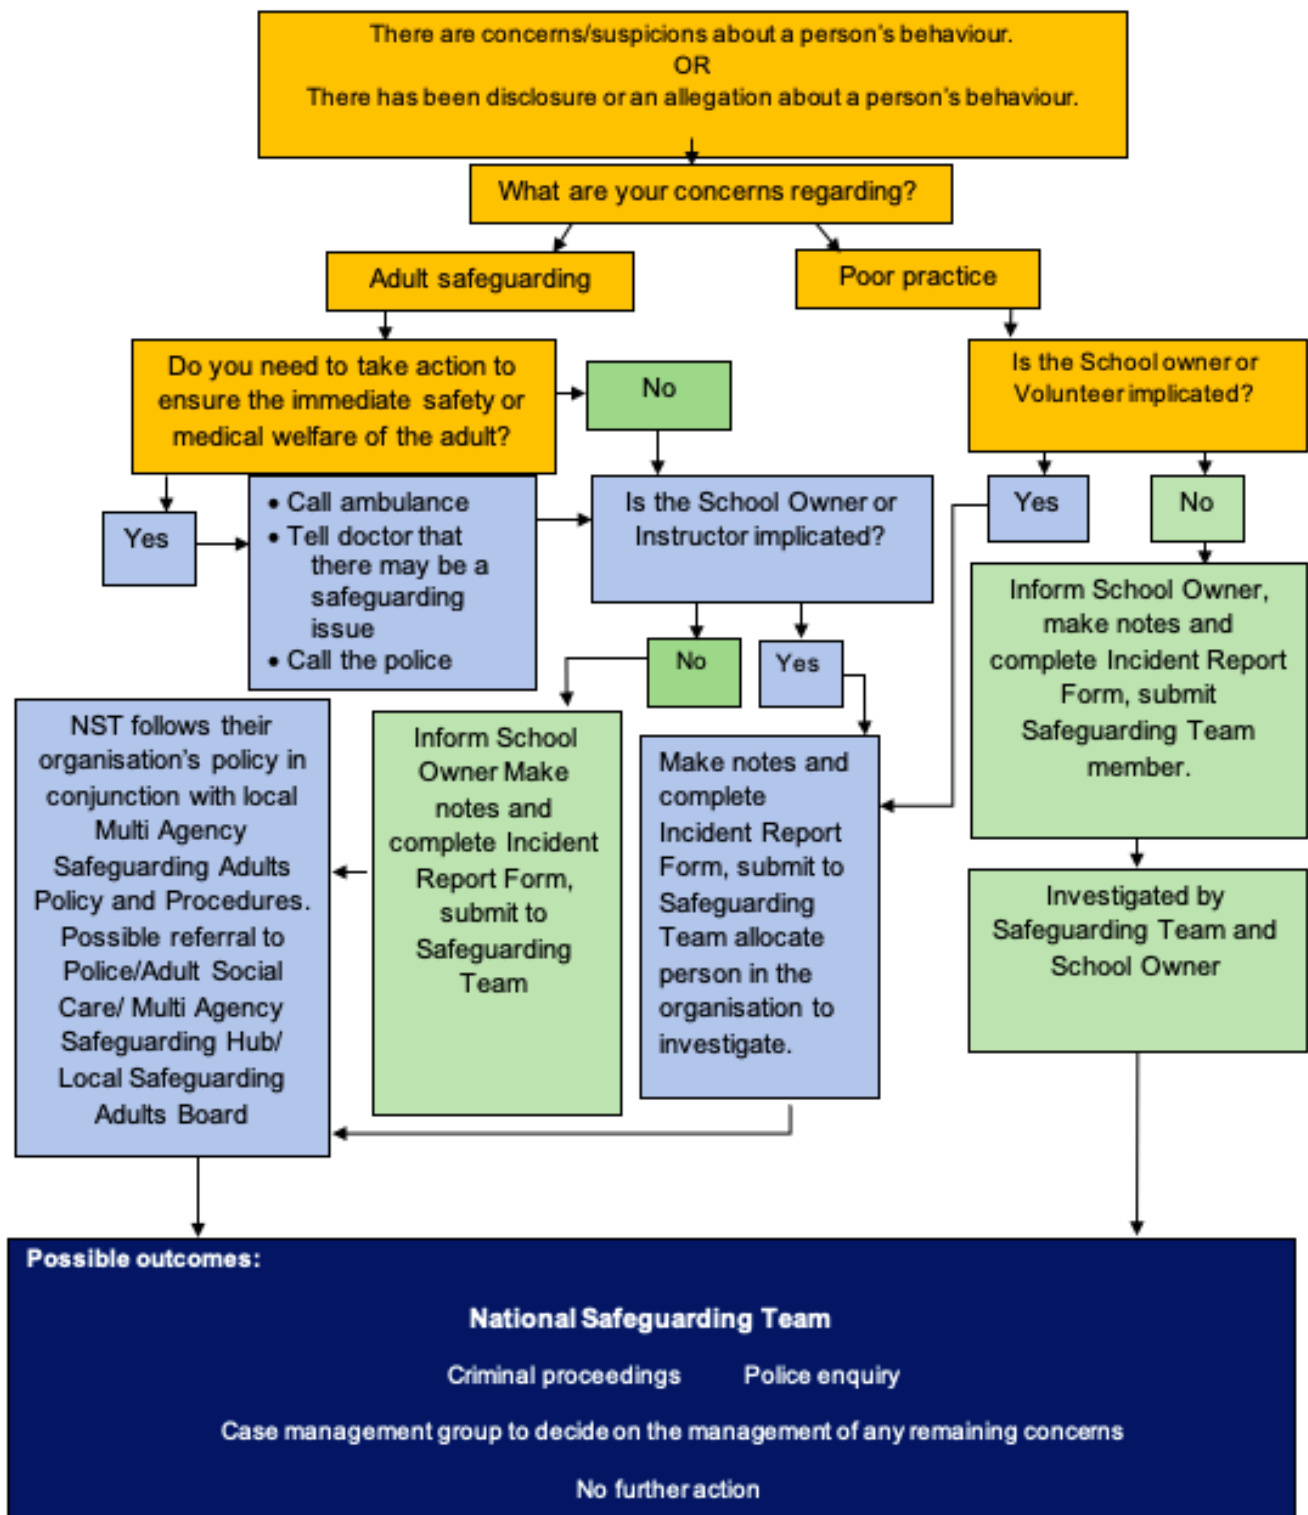 There are concerns/suspicions about a person's behaviour.
OR
There has been disclosure or an allegation about a person's behaviour.
What are your concerns regarding?
Adult safeguarding
Poor practice
Do you need to take action to
ensure the immediate safety or
medical welfare of the adult?
No
Is the School owner or
Volunteer implicated?
Yes
• Call ambulance
• Tell doctor that
there may be a
safeguarding
issue
• Call the police
Is the School Owner or
Instructor implicated?
Yes
No
No
Yes
Inform School Owner,
make notes and
complete Incident Report
Form, submit
Safeguarding Team
member.
NST follows their
organisation's policy in
conjunction with local
Multi Agency
Safeguarding Adults
Policy and Procedures.
Possible referral to
Police/Adult Social
Care/ Multi Agency
Safeguarding Hub/
Local Safeguarding
Adults Board
Inform School
Owner Make
notes and
complete Incident
Report Form,
submit to
Safeguarding
Team
Make notes and
complete
Incident Report
Form, submit to
Safeguarding
Team allocate
person in the
organisation to
investigate.
Investigated by
Safeguarding Team and
School Owner
Possible outcomes:
National Safeguarding Team
Criminal proceedings Police enquiry
Case management group to decide on the management of any remaining concerns
No further action